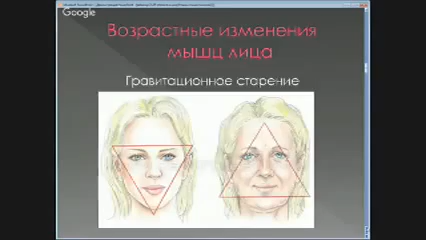 Google
Возрастные изменения
мышц лица
Гравитационное старение